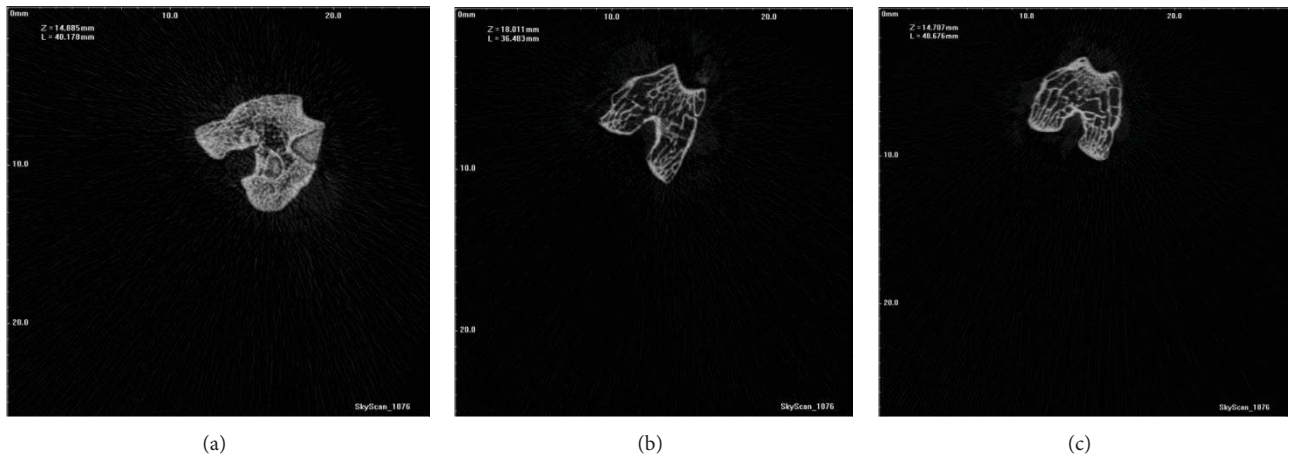 0mm 10.0 20.0
Z = 14.885mm
L = 40.178mm
10.0
20.0
SkyScan_1076
(a)
0mm 10.0 20.0
Z = 18.011mm
L = 36.483mm
10.0
20.0
SkyScan_1076
(b)
0mm 10.0 20.0
Z = 14.707mm
L = 48.676mm
10.0
20.0
SkyScan_1076
(c)